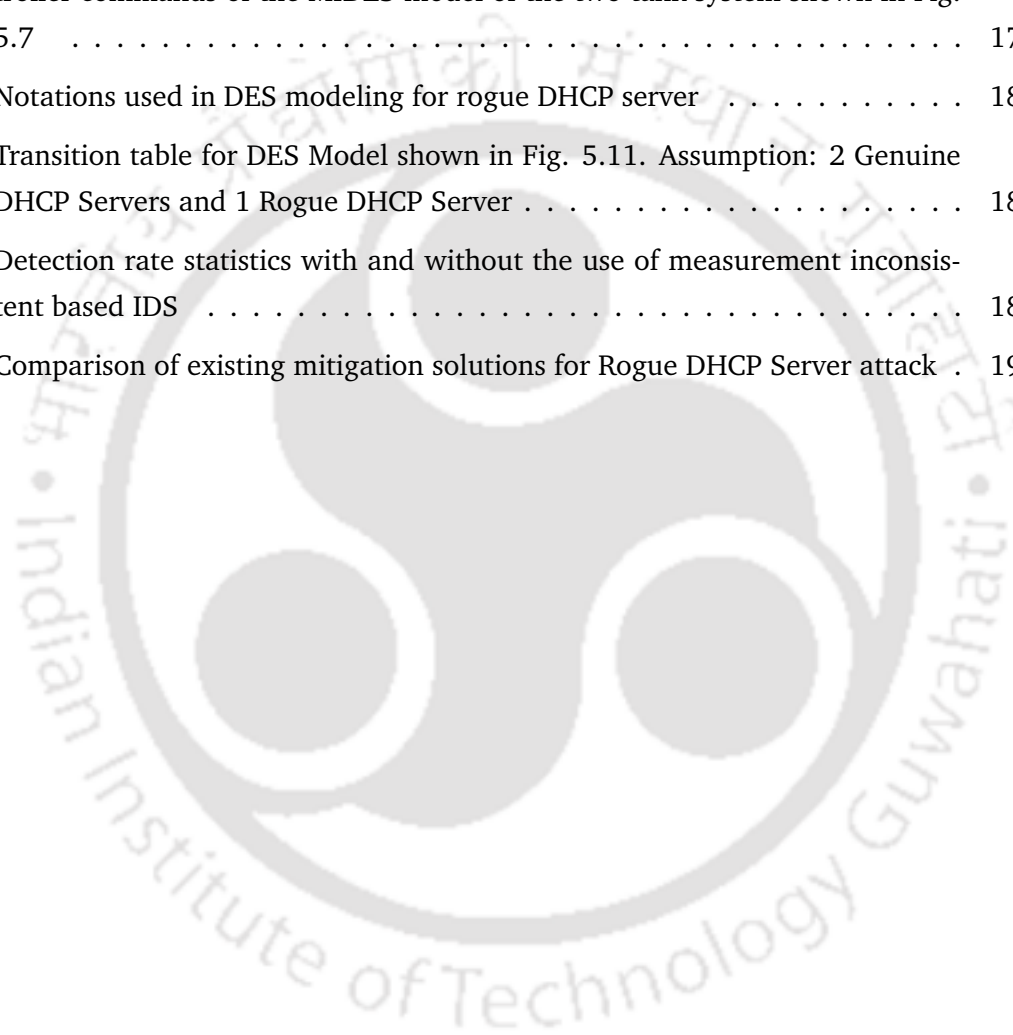 5.7 . . . . . . . . . . . . . . . . . . . . . . . . . . . . . . . . . . . . 17
Notations used in DES modeling for rogue DHCP server . . . . . . . . . . . 18
Transition table for DES Model shown in Fig. 5.11. Assumption: 2 Genuine
DHCP Servers and 1 Rogue DHCP Server . . . . . . . . . . . . . . . . . . . 18
Detection rate statistics with and without the use of measurement inconsis-
tent based IDS . . . . . . . . . . . . . . . . . . . . . . . . . . . . . . . 18
Comparison of existing mitigation solutions for Rogue DHCP Server attack . 19
Indian Institute of Technology Guwahati